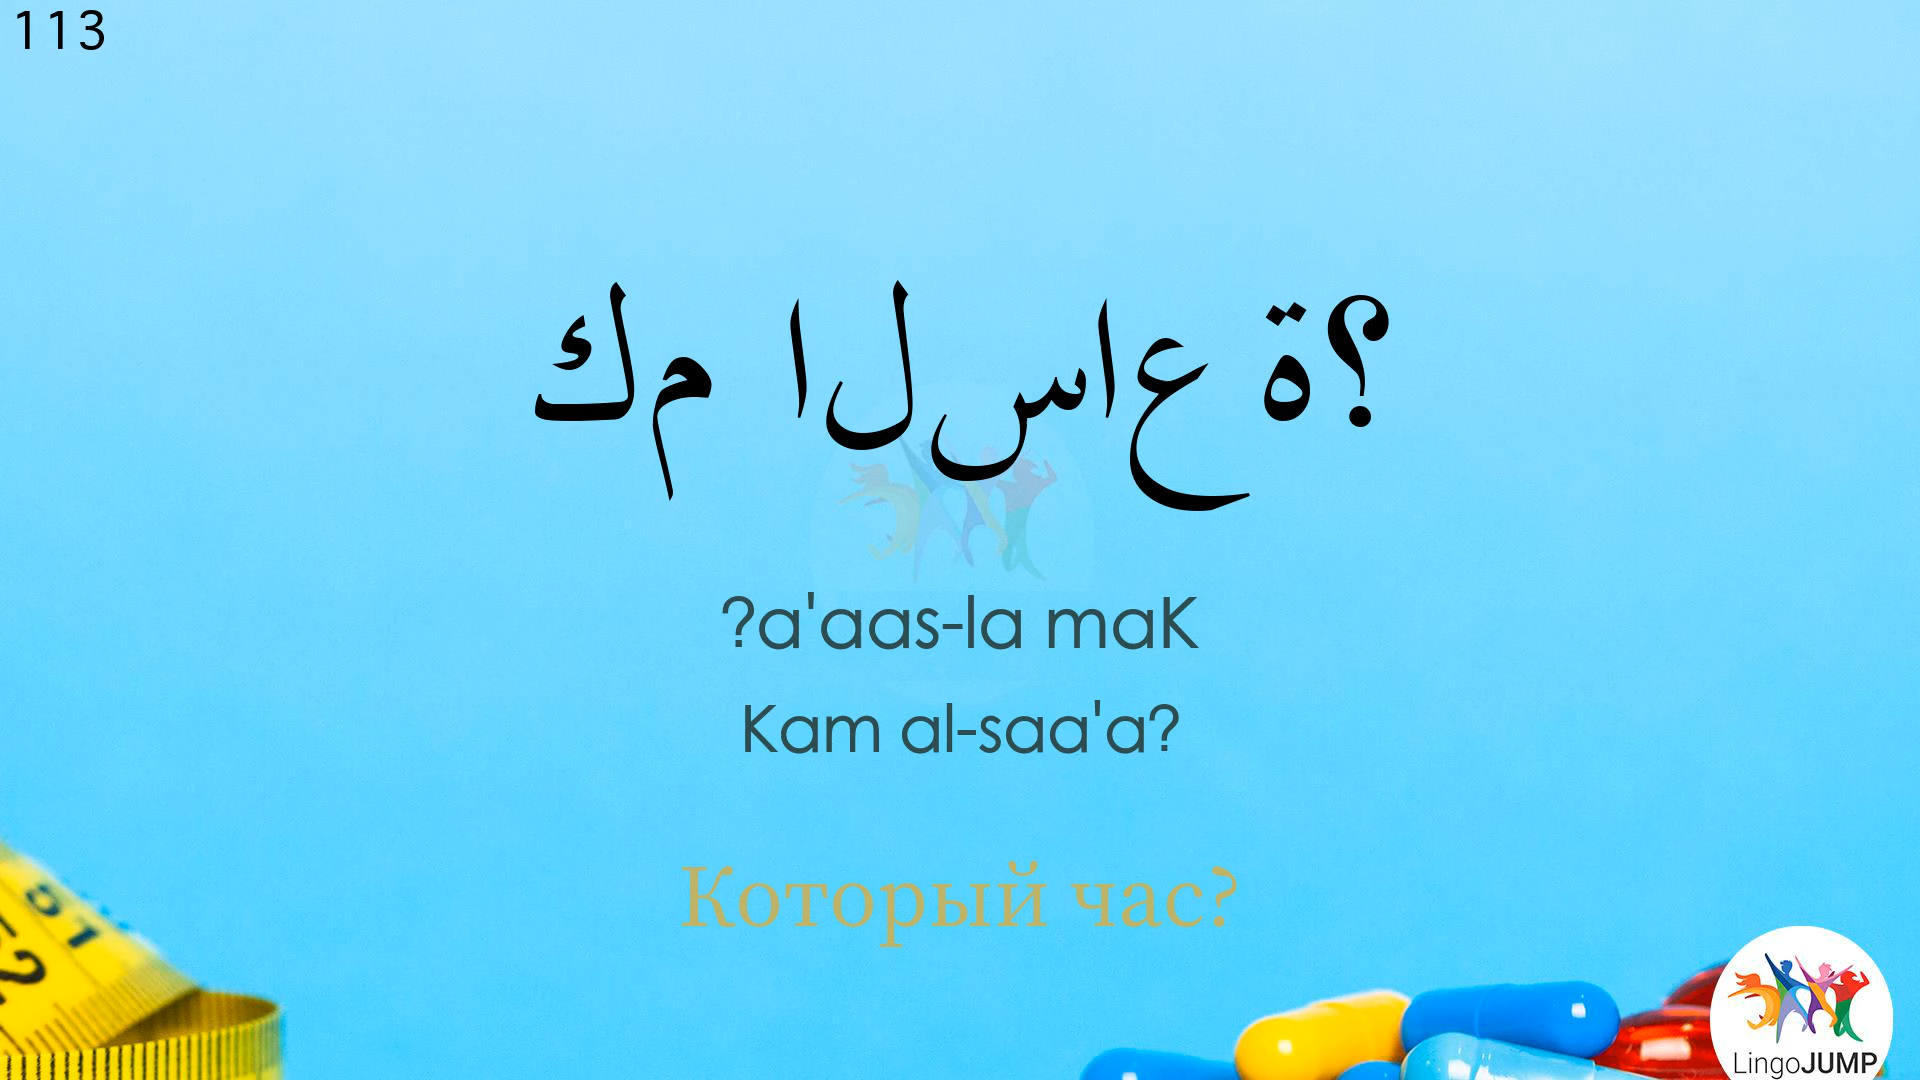 113
كم الساعة؟
?a'aas-la maK
Kam al-saa'a?
Который час?
LingoJUMP